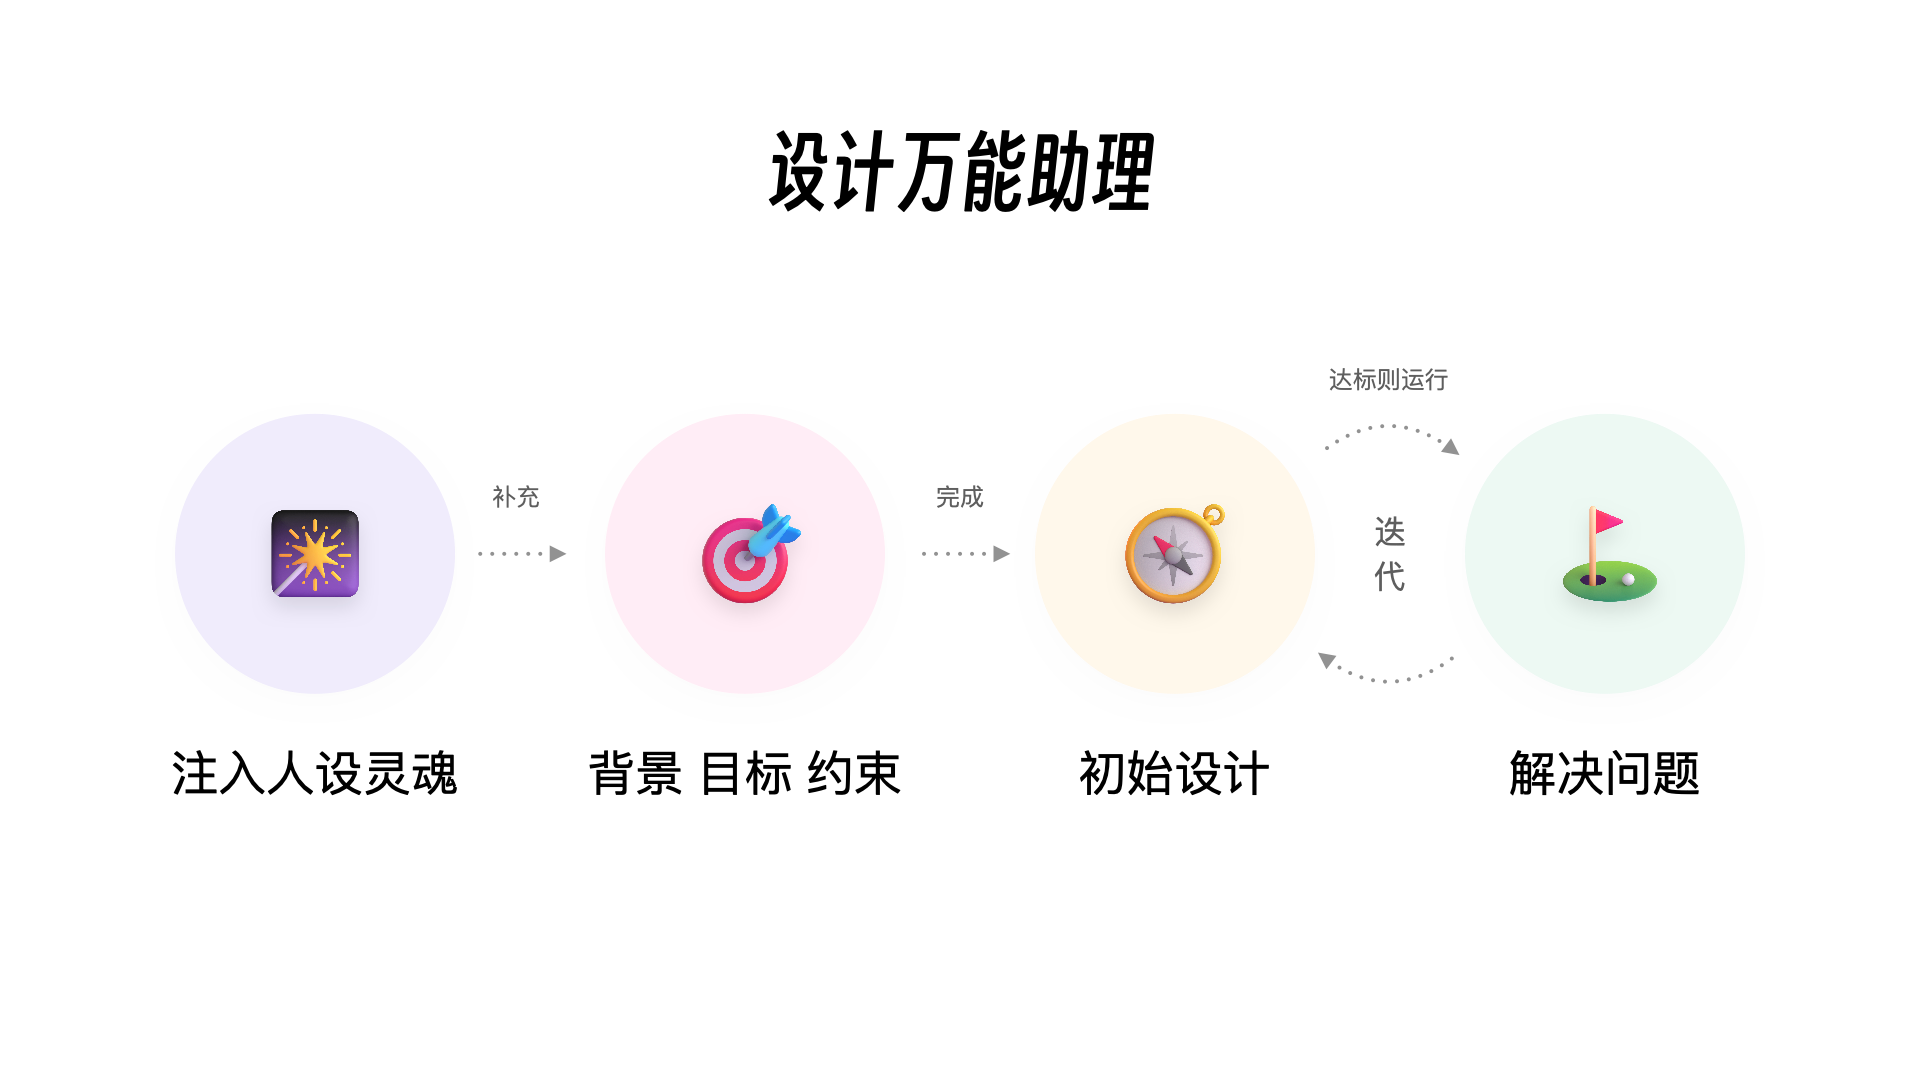 设计万能助理
达标则运行
补充
完成
迭
代
注入人设灵魂
背景 目标 约束
初始设计
解决问题